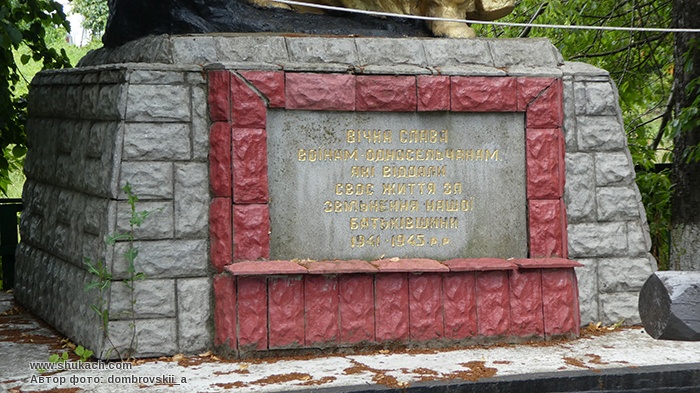 ВІЧНА СЛАВА
ВОІНАМ ОДНОСЕЛЬЧАНАМ,
ЯКІ ВІДДАЛИ
СВОЄ ЖИТТЯ ЗА
ЗВІЛЬНЕННЯ НАШОЇ
БАТЬКІВЩИНИ
1941-1945 р.р.
www.shukach.com
Автор фото: dombrovskii_a